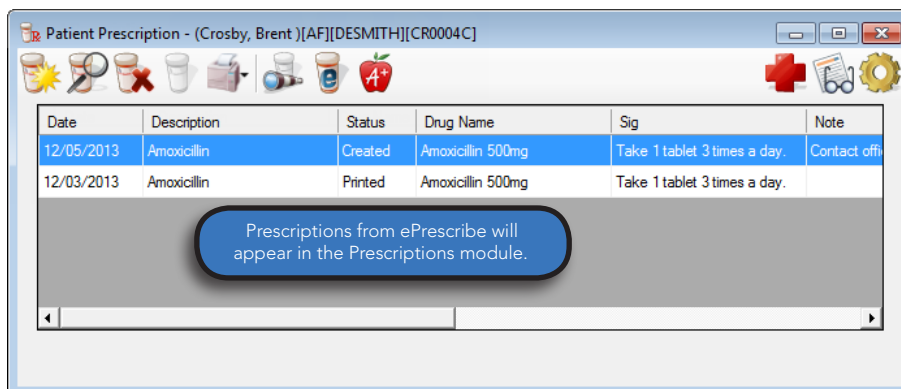 Patient Prescription - (Crosby, Brent )[AF][DESMITH][CR0004C]
Date Description Status Drug Name Sig Note
12/05/2013 Amoxicillin Created Amoxicillin 500mg Take 1 tablet 3 times a day. Contact offi
12/03/2013 Amoxicillin Printed Amoxicillin 500mg Take 1 tablet 3 times a day.
Prescriptions from ePrescribe will
appear in the Prescriptions module.